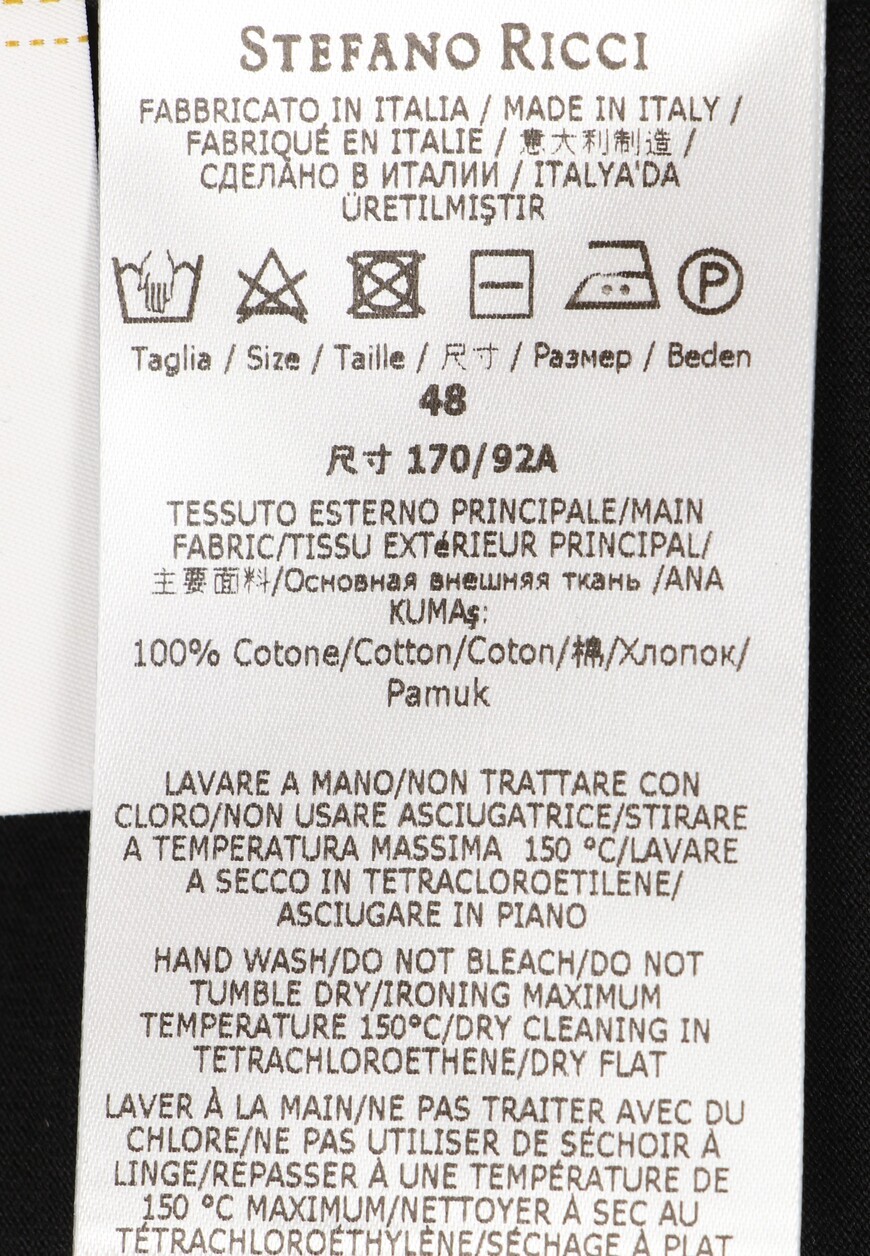 STEFANO RICCI
FABBRICATO IN ITALIA / MADE IN ITALY /
FABRIQUÉ EN ITALIE / 意大利制造 /
СДЕЛАНО В ИТАЛИИ / ITALYA'DA
ÜRETILMIŞTIR
P
Taglia / Size / Taille / 尺寸 / Размер / Beden
48
尺寸 170/92A
TESSUTO ESTERNO PRINCIPALE/MAIN
FABRIC/TISSU EXTéRIEUR PRINCIPAL/
主要面料/Основная внешняя ткань /ANA
KUMAş:
100% Cotone/Cotton/Coton/棉/Хлопок/
Pamuk
LAVARE A MANO/NON TRATTARE CON
CLORO/NON USARE ASCIUGATRICE/STIRARE
A TEMPERATURA MASSIMA 150 °C/LAVARE
A SECCO IN TETRACLOROETILENE/
ASCIUGARE IN PIANO
HAND WASH/DO NOT BLEACH/DO NOT
TUMBLE DRY/IRONING MAXIMUM
TEMPERATURE 150°C/DRY CLEANING IN
TETRACHLOROETHENE/DRY FLAT
LAVER À LA MAIN/NE PAS TRAITER AVEC DU
CHLORE/NE PAS UTILISER DE SÉCHOIR À
LINGE/REPASSER À UNE TEMPÉRATURE DE
150 °C MAXIMUM/NETTOYER À SEC AU
TÉTRACHLOROÉTHYLÈNE/SÉCHAGE À PLAT